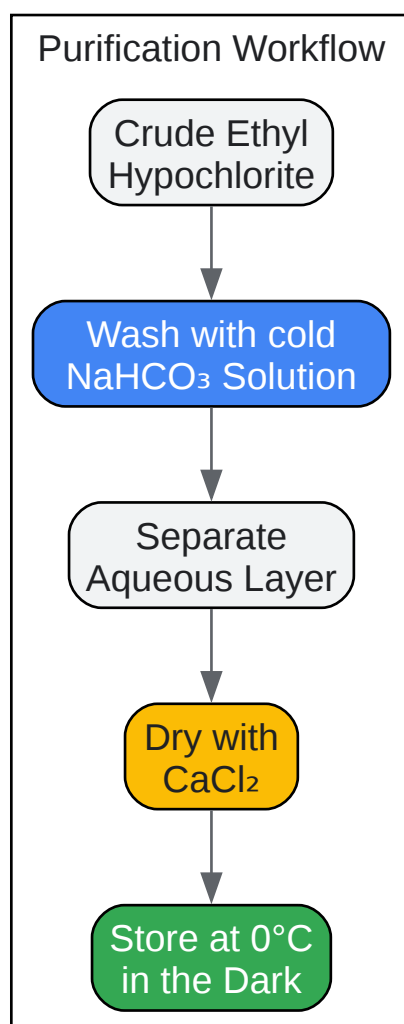 Purification Workflow
Crude Ethyl
Hypochlorite
Wash with cold
NaHCO₃ Solution
Separate
Aqueous Layer
Dry with
CaCl₂
Store at 0°C
in the Dark